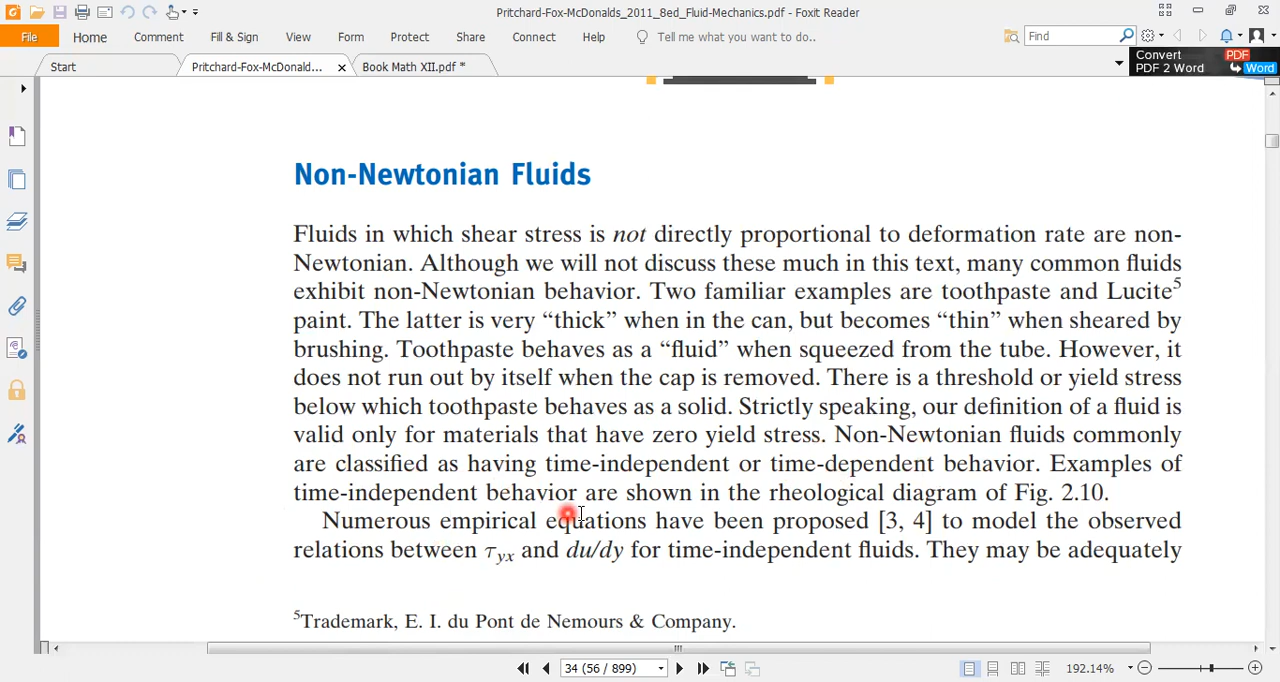 Pritchard-Fox-McDonalds_2011_8ed_Fluid-Mechanics.pdf - Foxit Reader
File Home Comment Fill & Sign View Form Protect Share Connect Help Tell me what you want to do.. Find
Start Pritchard-Fox-McDonald... Book Math XII.pdf *
Convert PDF
PDF 2 Word Word
Non-Newtonian Fluids
Fluids in which shear stress is not directly proportional to deformation rate are non-
Newtonian. Although we will not discuss these much in this text, many common fluids
exhibit non-Newtonian behavior. Two familiar examples are toothpaste and Lucite⁵
paint. The latter is very “thick” when in the can, but becomes “thin” when sheared by
brushing. Toothpaste behaves as a “fluid” when squeezed from the tube. However, it
does not run out by itself when the cap is removed. There is a threshold or yield stress
below which toothpaste behaves as a solid. Strictly speaking, our definition of a fluid is
valid only for materials that have zero yield stress. Non-Newtonian fluids commonly
are classified as having time-independent or time-dependent behavior. Examples of
time-independent behavior are shown in the rheological diagram of Fig. 2.10.
Numerous empirical equations have been proposed [3, 4] to model the observed
relations between τyx and du/dy for time-independent fluids. They may be adequately
⁵Trademark, E. I. du Pont de Nemours & Company.
34 (56 / 899) 192.14%